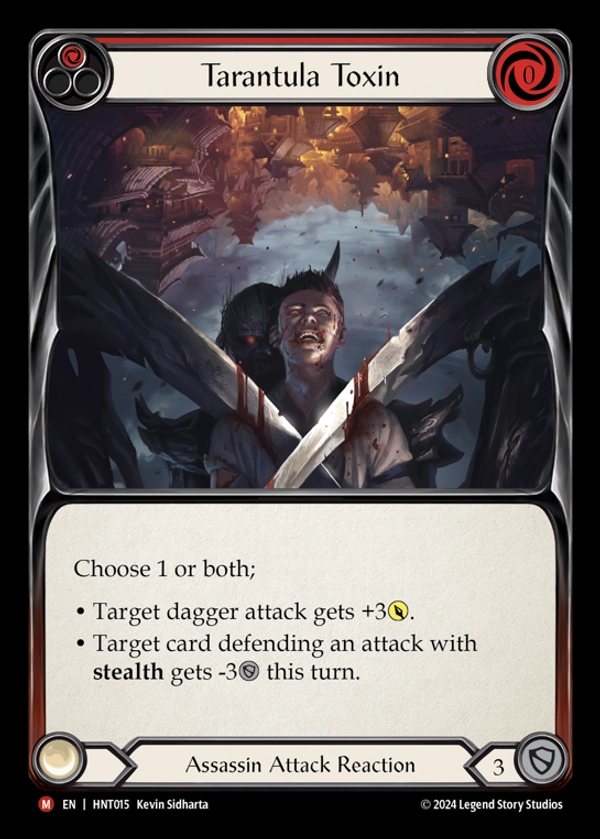 Tarantula Toxin
0
Choose 1 or both;
• Target dagger attack gets +3.
• Target card defending an attack with
stealth gets -3 this turn.
Assassin Attack Reaction
3
M EN | HNT015 Kevin Sidharta
© 2024 Legend Story Studios